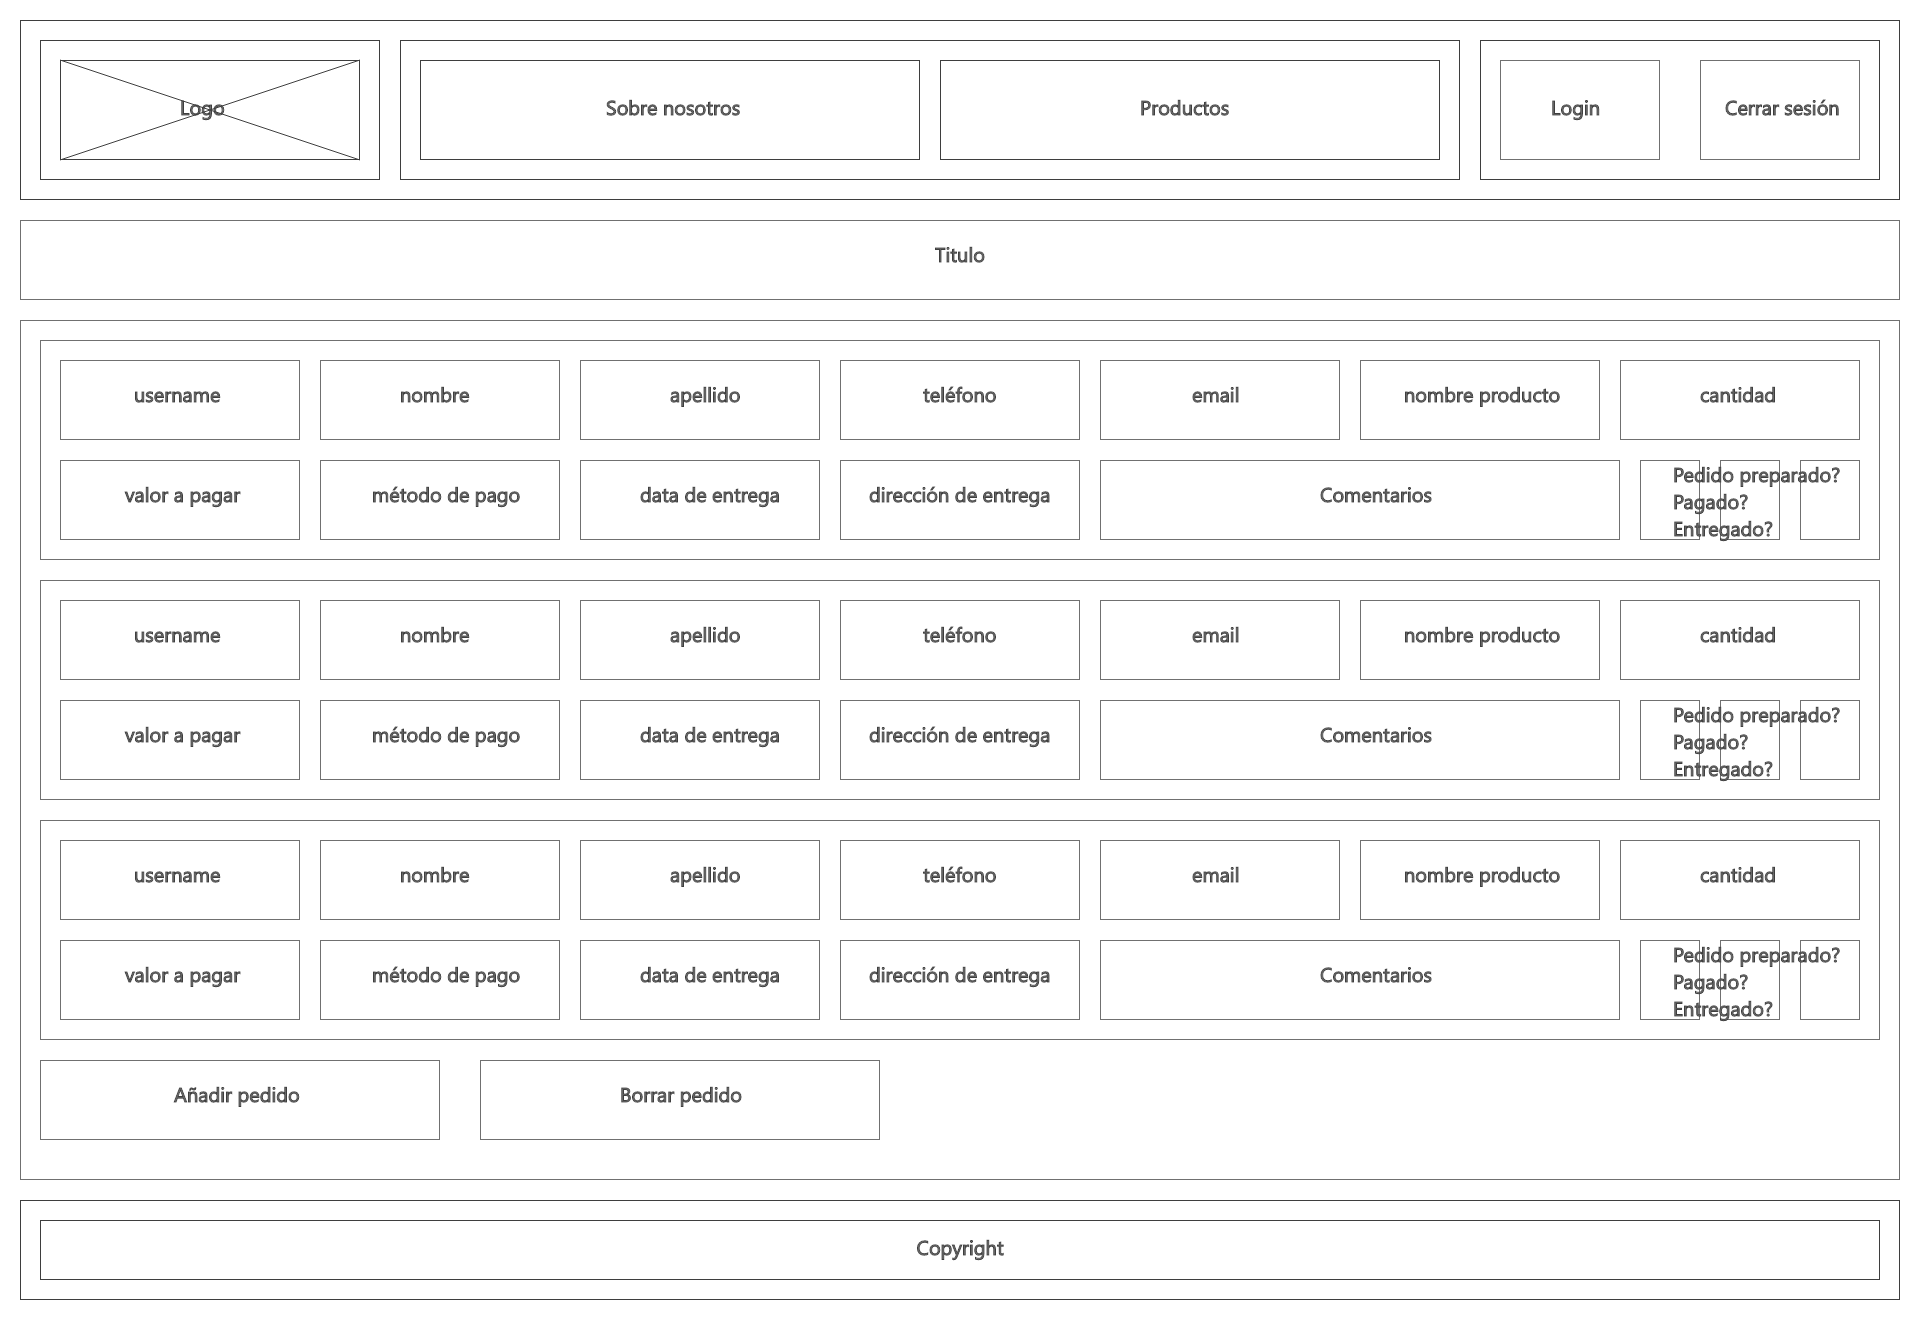 Logo
Sobre nosotros
Productos
Login
Cerrar sesión
Titulo
username
nombre
apellido
teléfono
email
nombre producto
cantidad
valor a pagar
método de pago
data de entrega
dirección de entrega
Comentarios
Pedido preparado?
Pagado?
Entregado?
username
nombre
apellido
teléfono
email
nombre producto
cantidad
valor a pagar
método de pago
data de entrega
dirección de entrega
Comentarios
Pedido preparado?
Pagado?
Entregado?
username
nombre
apellido
teléfono
email
nombre producto
cantidad
valor a pagar
método de pago
data de entrega
dirección de entrega
Comentarios
Pedido preparado?
Pagado?
Entregado?
Añadir pedido
Borrar pedido
Copyright